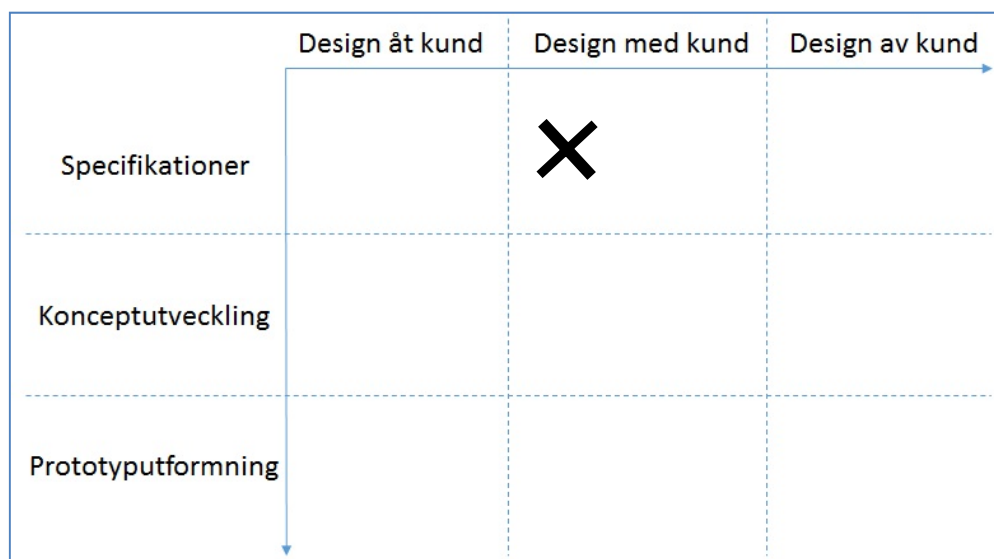 Design åt kund
Design med kund
Design av kund
Specifikationer
Konceptutveckling
Prototyputformning